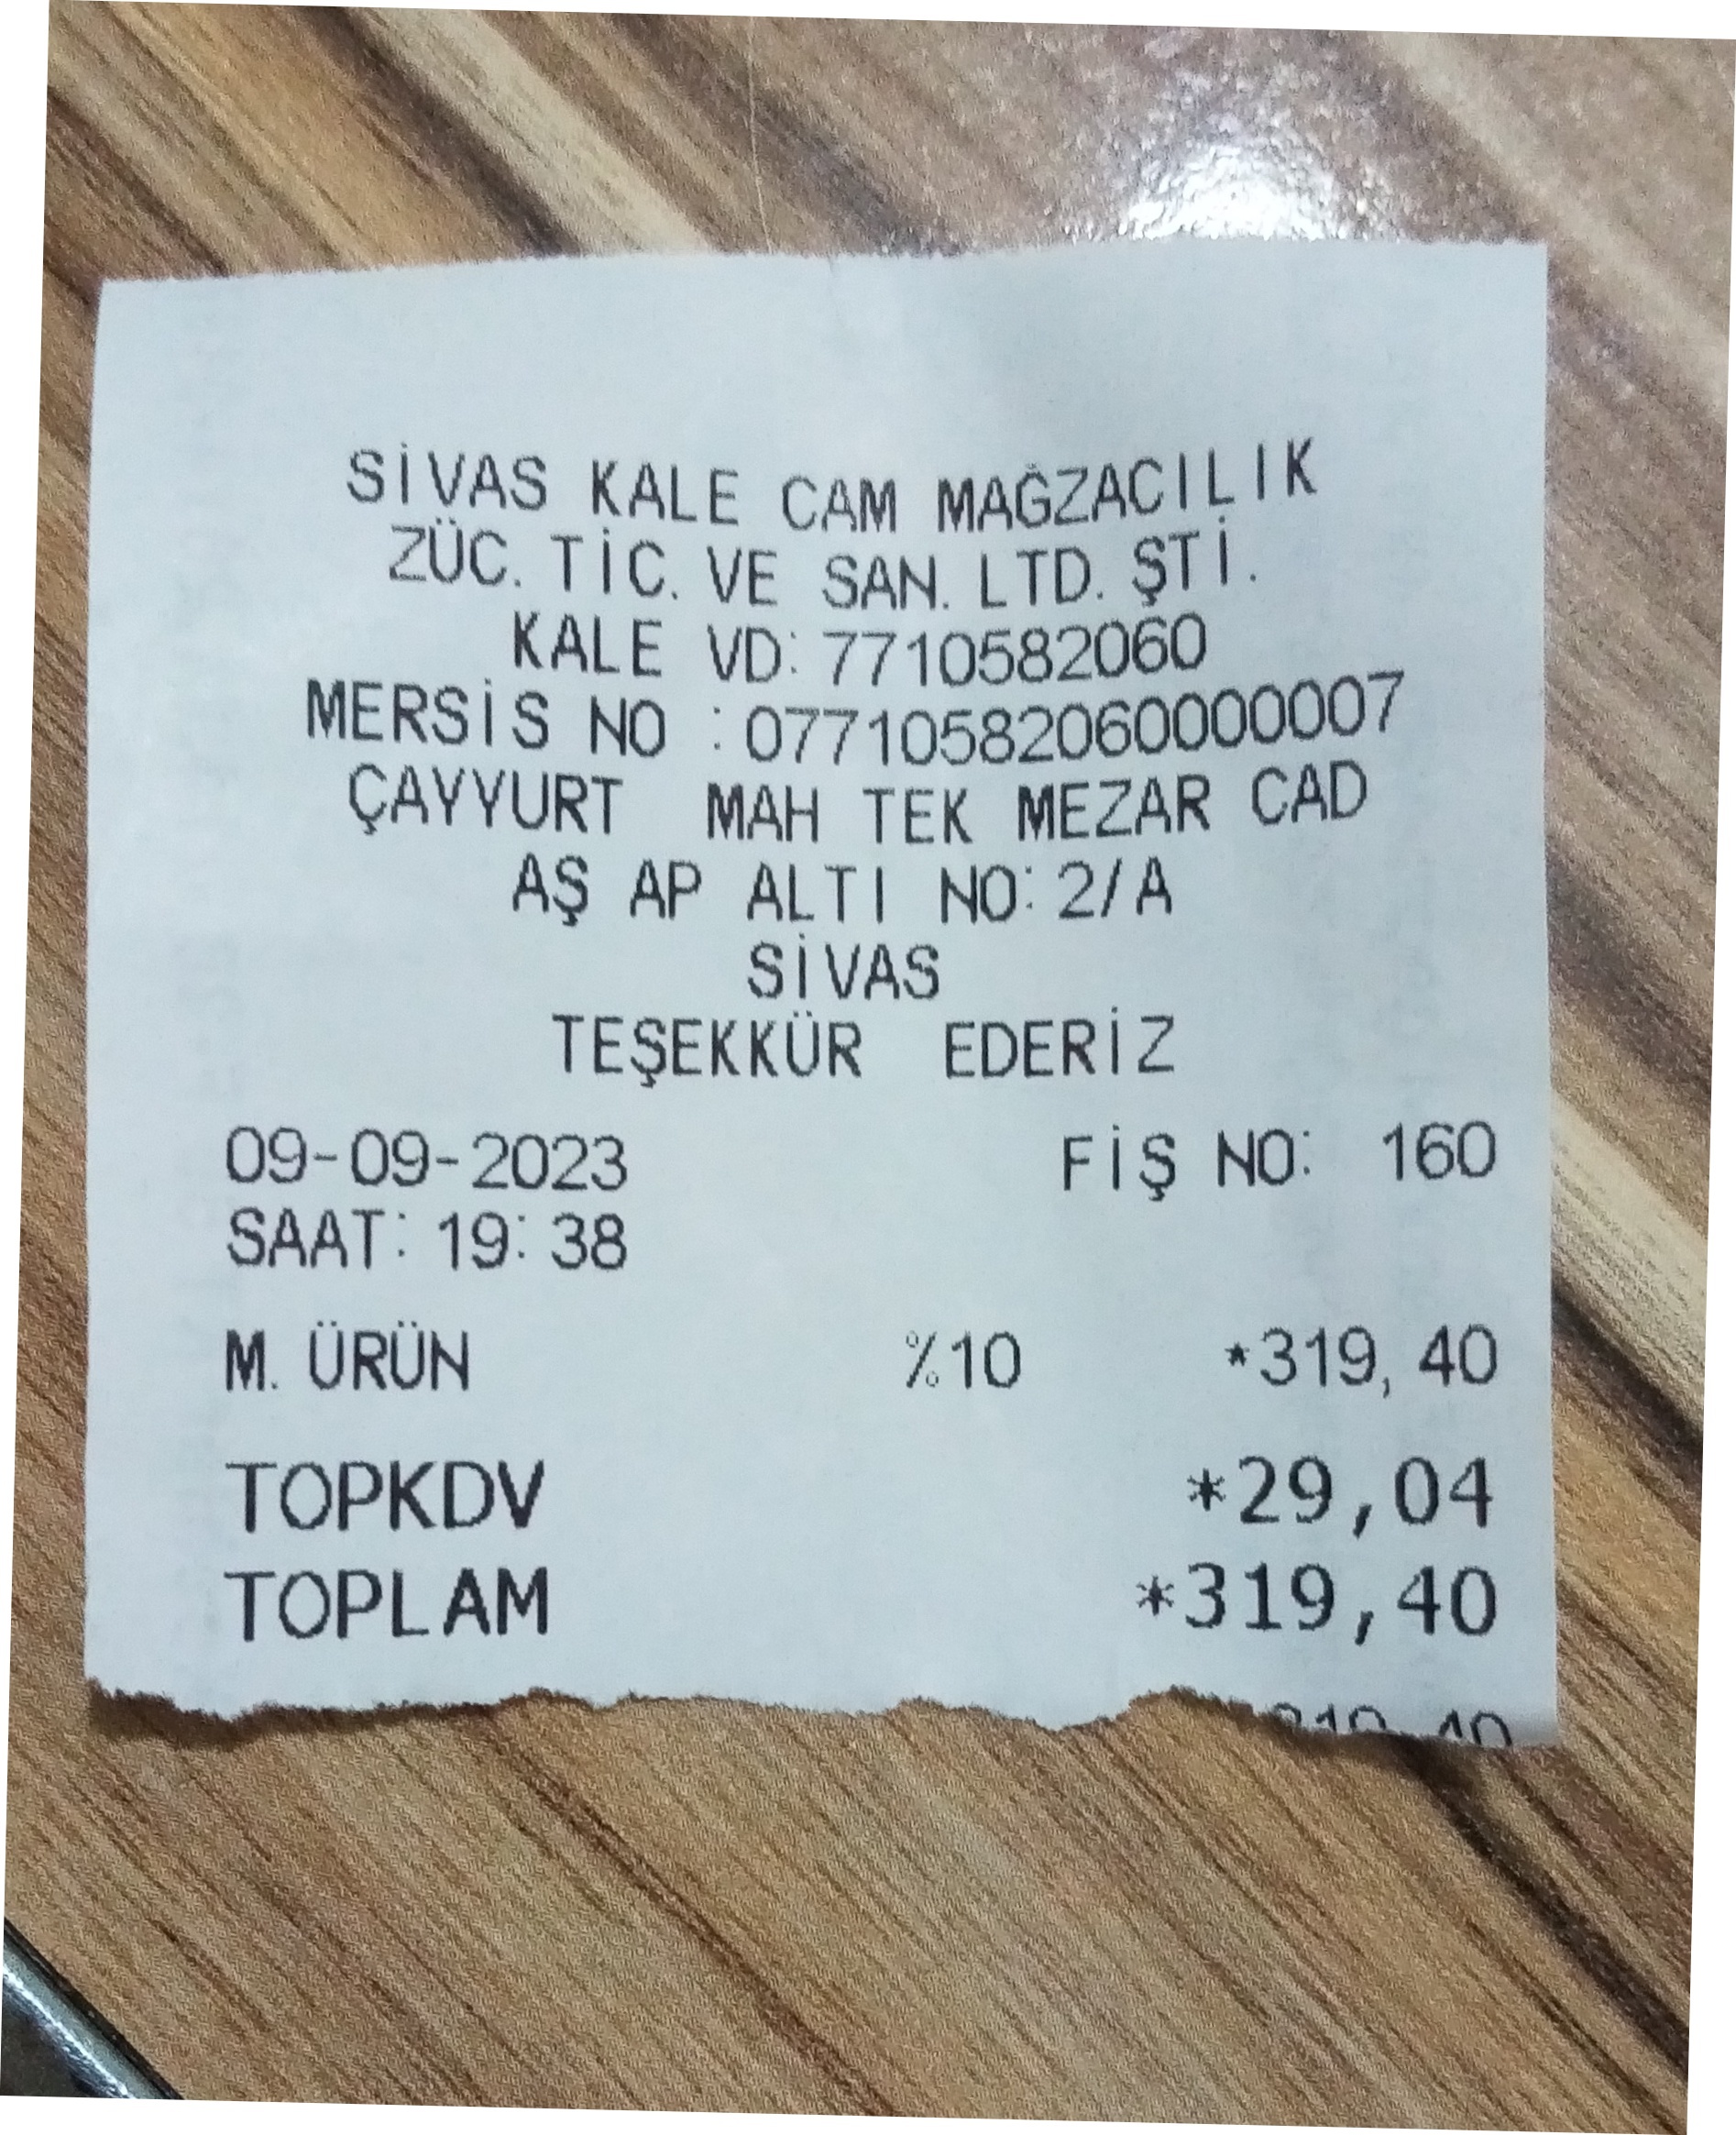 SİVAS KALE CAM MAĞZACILIK
ZÜC. TİC. VE SAN. LTD. ŞTİ.
KALE VD: 7710582060
MERSİS NO : 0771058206000007
ÇAYYURT MAH TEK MEZAR CAD
AŞ AP ALTI NO: 2/A
SİVAS
TEŞEKKÜR EDERİZ
09-09-2023 FİŞ NO: 160
SAAT: 19: 38
M. ÜRÜN %10 *319, 40
TOPKDV *29,04
TOPLAM *319,40